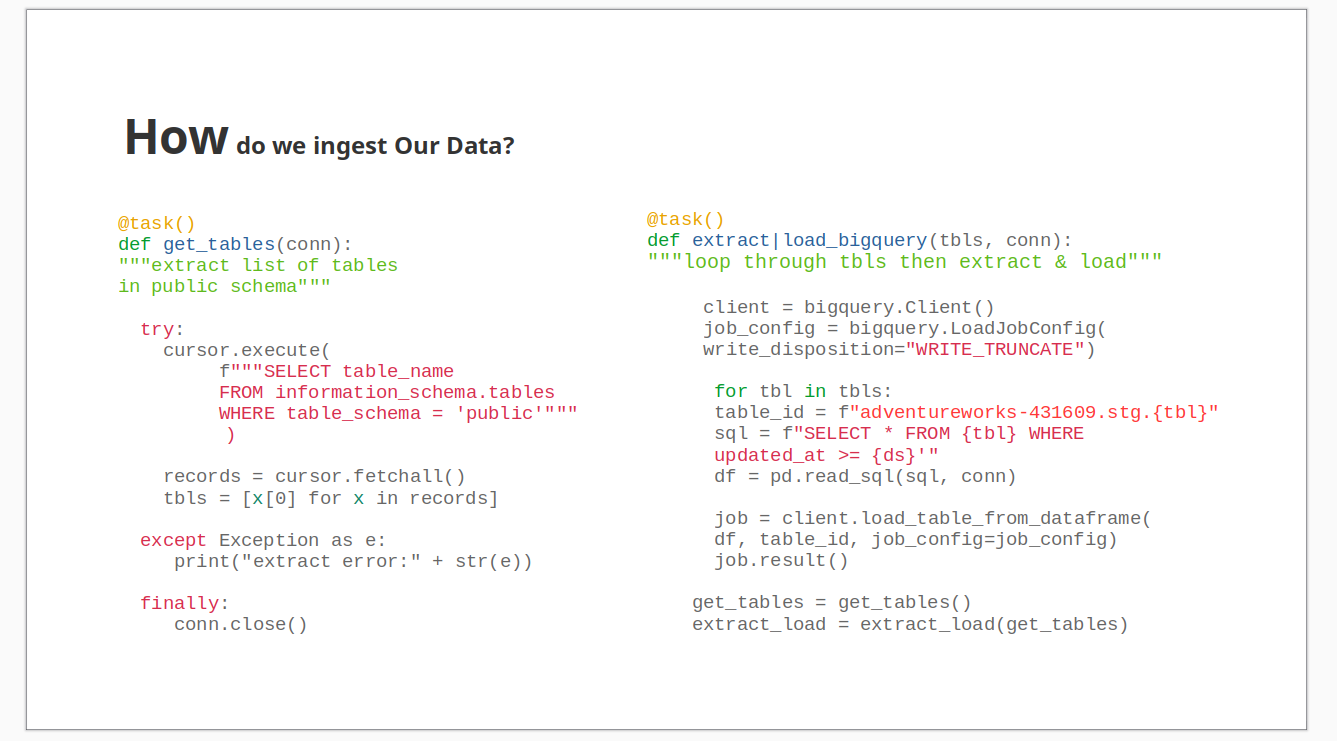 How do we ingest Our Data?
@task()
def get_tables(conn):
"""extract list of tables
in public schema"""
try:
cursor.execute(
f"""SELECT table_name
FROM information_schema.tables
WHERE table_schema = 'public'"""
)
records = cursor.fetchall()
tbls = [x[0] for x in records]
except Exception as e:
print("extract error:" + str(e))
finally:
conn.close()
@task()
def extract|load_bigquery(tbls, conn):
"""loop through tbls then extract & load"""
client = bigquery.Client()
job_config = bigquery.LoadJobConfig(
write_disposition="WRITE_TRUNCATE")
for tbl in tbls:
table_id = f"adventureworks-431609.stg.{tbl}"
sql = f"SELECT * FROM {tbl} WHERE
updated_at >= {ds}'"
df = pd.read_sql(sql, conn)
job = client.load_table_from_dataframe(
df, table_id, job_config=job_config)
job.result()
get_tables = get_tables()
extract_load = extract_load(get_tables)